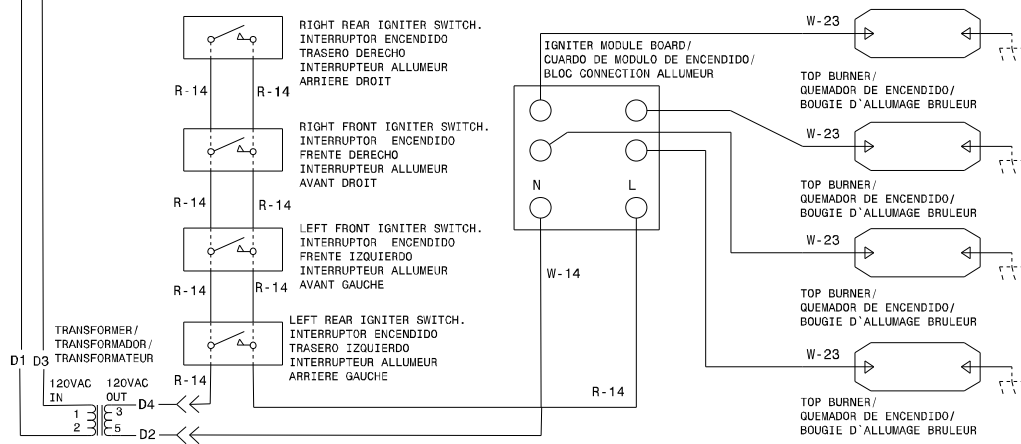 RIGHT REAR IGNITER SWITCH.
INTERRUPTOR ENCENDIDO
TRASERO DERECHO
INTERRUPTEUR ALLUMEUR
ARRIERE DROIT
R-14
R-14
RIGHT FRONT IGNITER SWITCH.
INTERRUPTOR ENCENDIDO
FRENTE DERECHO
INTERRUPTEUR ALLUMEUR
AVANT DROIT
R-14
R-14
LEFT FRONT IGNITER SWITCH.
INTERRUPTOR ENCENDIDO
FRENTE IZQUIERDO
INTERRUPTEUR ALLUMEUR
AVANT GAUCHE
R-14
R-14
LEFT REAR IGNITER SWITCH.
INTERRUPTOR ENCENDIDO
TRASERO IZQUIERDO
INTERRUPTEUR ALLUMEUR
ARRIERE GAUCHE
R-14
TRANSFORMER/
TRANSFORMADOR/
TRANSFORMATEUR
D1 D3
120VAC IN
120VAC OUT
1
2
3
5
D4
D2
IGNITER MODULE BOARD/
CUARDO DE MODULO DE ENCENDIDO/
BLOC CONNECTION ALLUMEUR
N
L
W-14
R-14
W-23
TOP BURNER/
QUEMADOR DE ENCENDIDO/
BOUGIE D`ALLUMAGE BRULEUR
W-23
TOP BURNER/
QUEMADOR DE ENCENDIDO/
BOUGIE D`ALLUMAGE BRULEUR
W-23
TOP BURNER/
QUEMADOR DE ENCENDIDO/
BOUGIE D`ALLUMAGE BRULEUR
W-23
TOP BURNER/
QUEMADOR DE ENCENDIDO/
BOUGIE D`ALLUMAGE BRULEUR